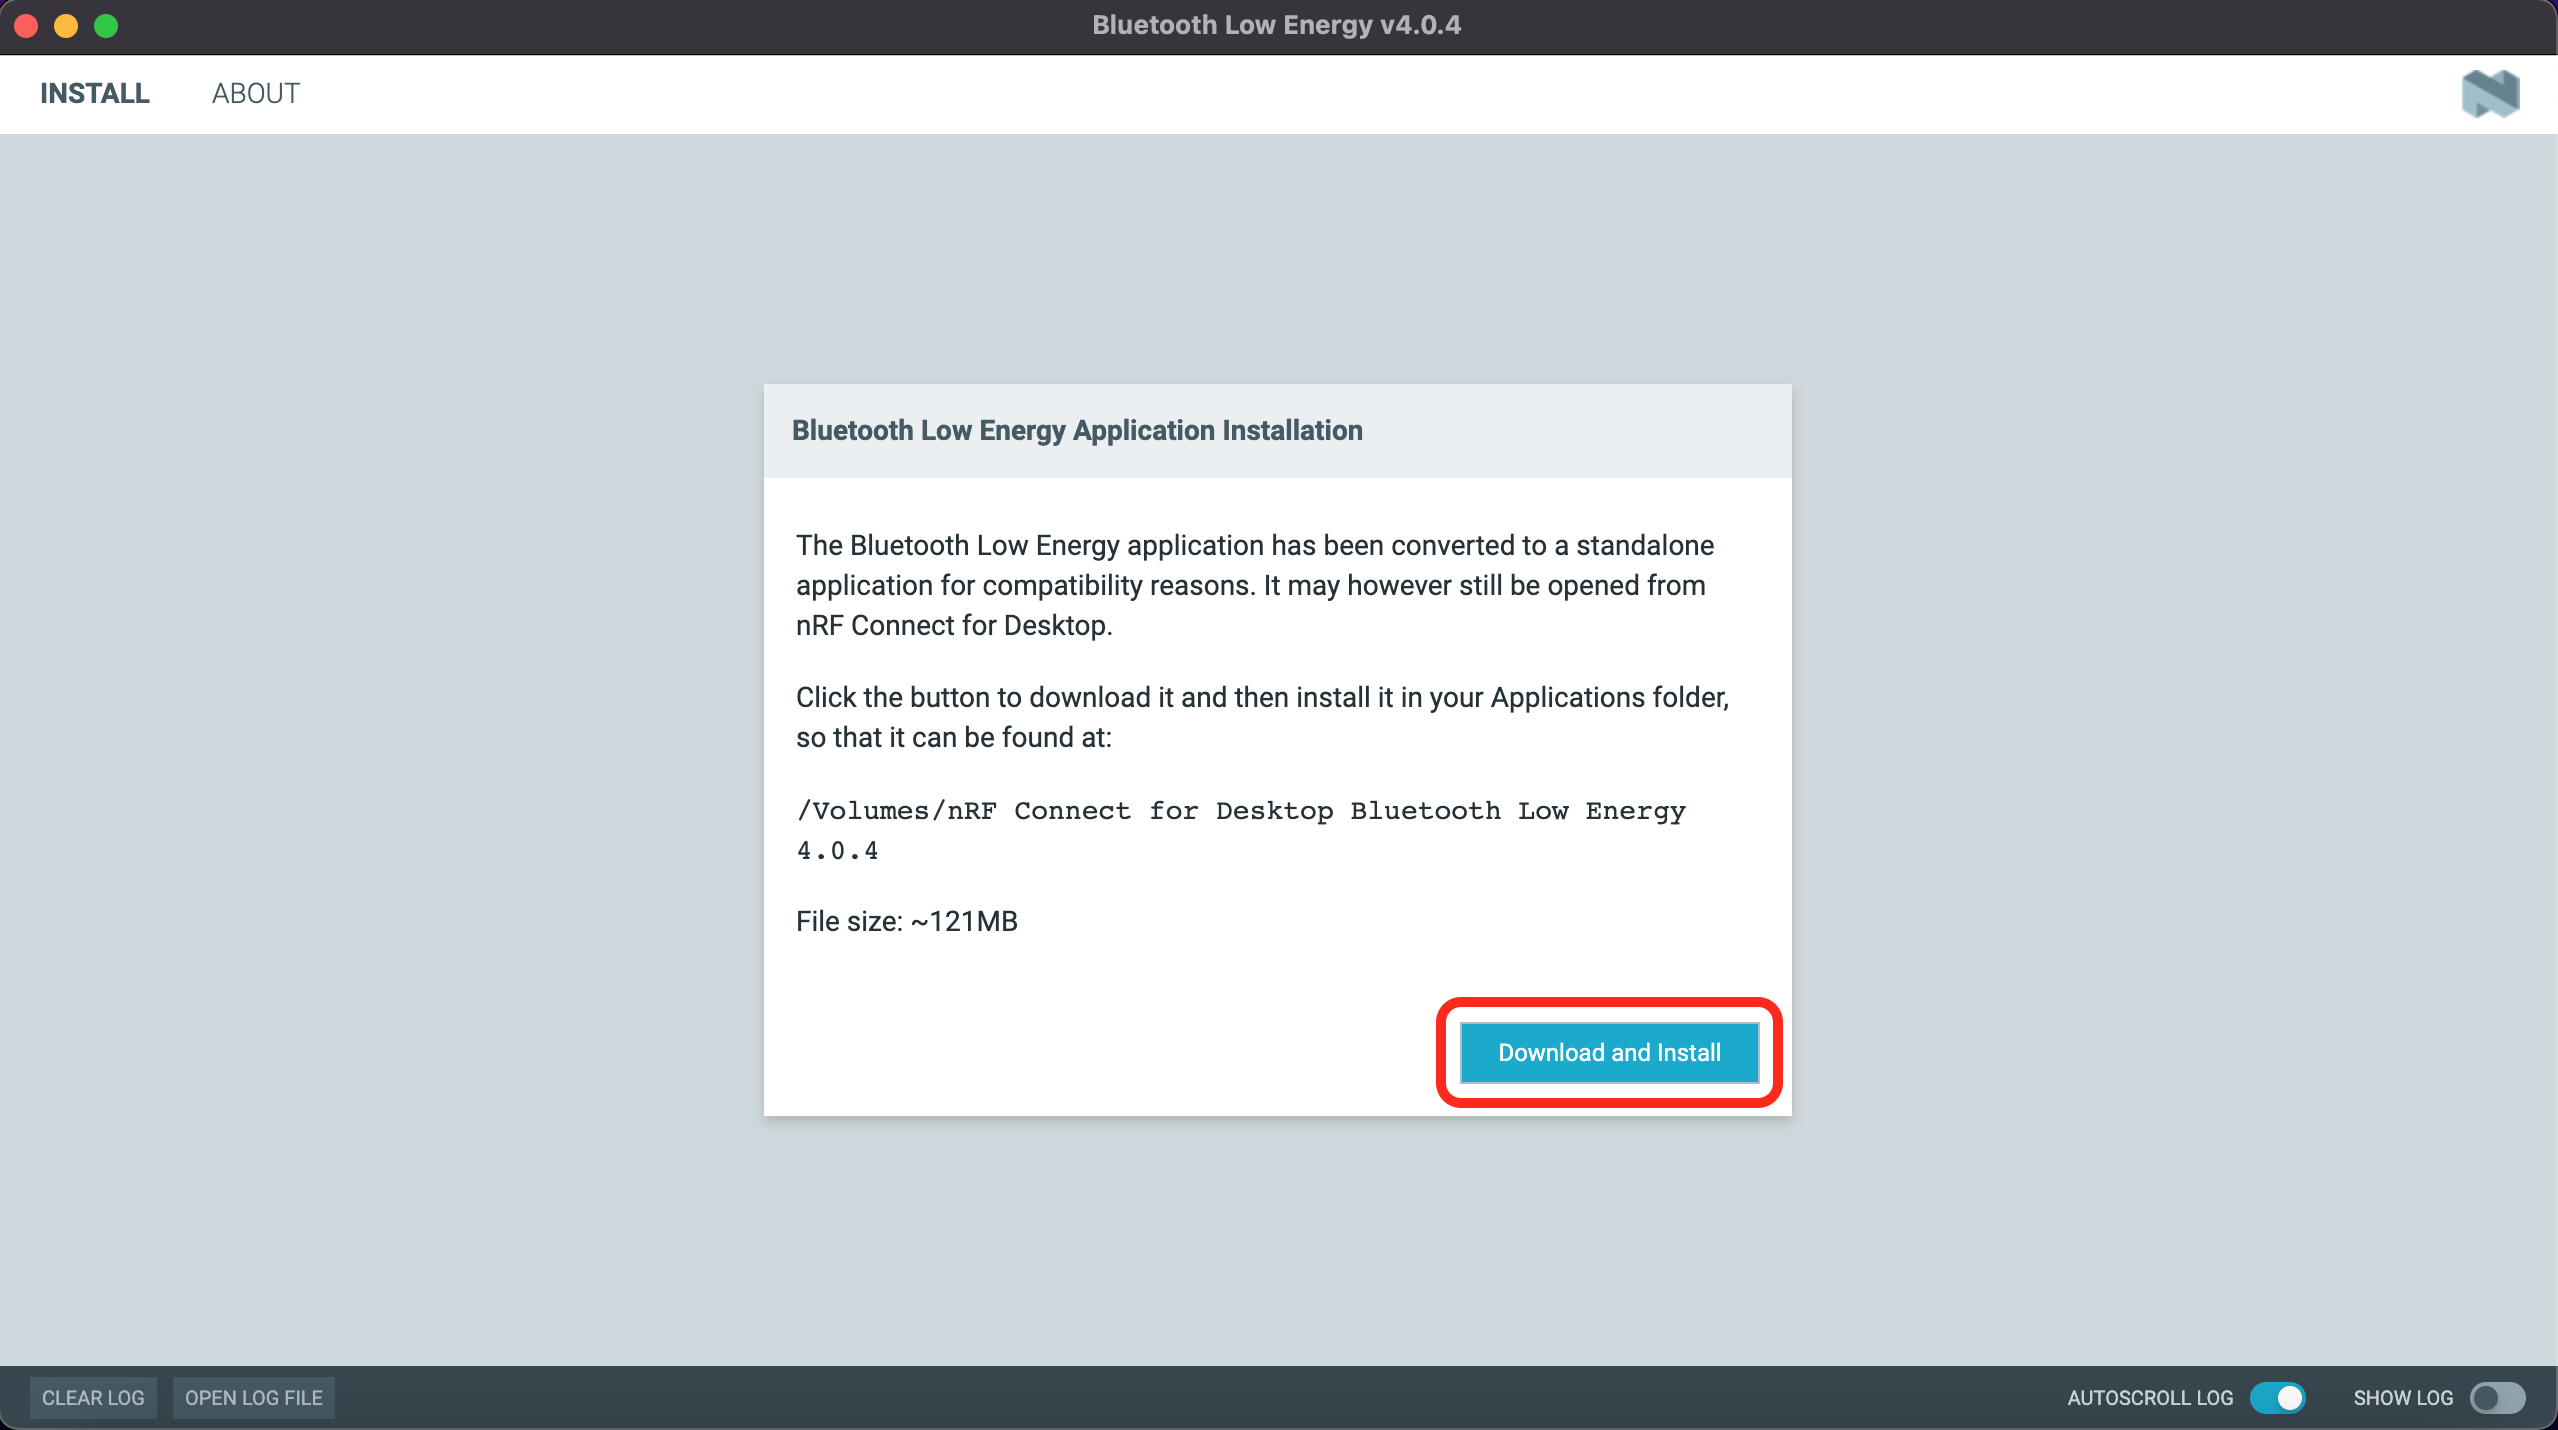 Bluetooth Low Energy v4.0.4
INSTALL ABOUT
Bluetooth Low Energy Application Installation
The Bluetooth Low Energy application has been converted to a standalone
application for compatibility reasons. It may however still be opened from
nRF Connect for Desktop.
Click the button to download it and then install it in your Applications folder,
so that it can be found at:
/Volumes/nRF Connect for Desktop Bluetooth Low Energy
4.0.4
File size: ~121MB
Download and Install
CLEAR LOG OPEN LOG FILE AUTOSCROLL LOG SHOW LOG